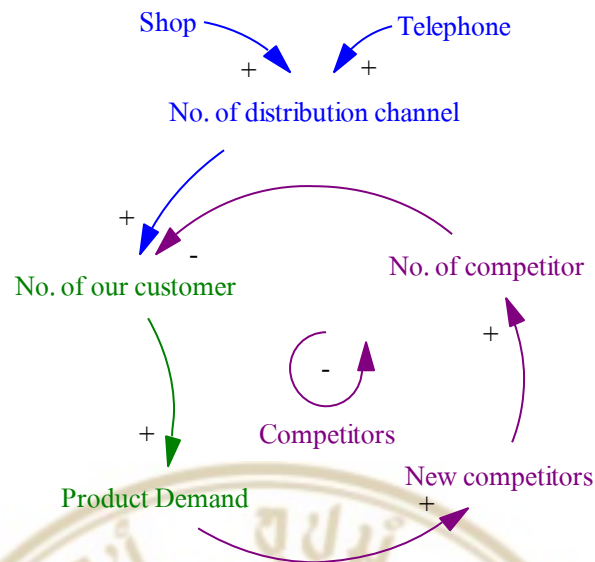 Shop
Telephone
+
+
No. of distribution channel
+
-
No. of competitor
No. of our customer
+
-
Competitors
+
New competitors
Product Demand
+